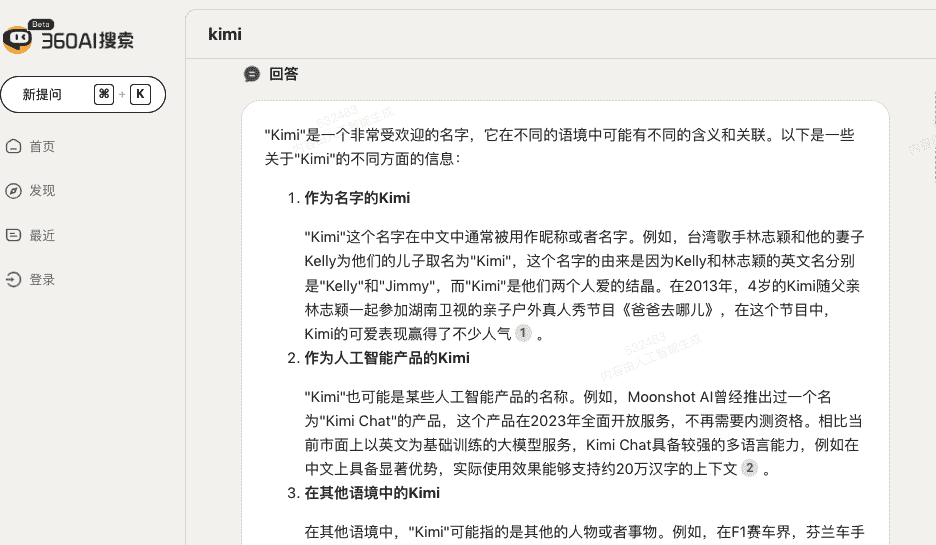 Beta
360AI搜索
新提问 ⌘ + K
首页
发现
最近
登录
kimi
回答
"Kimi"是一个非常受欢迎的名字，它在不同的语境中可能有不同的含义和关联。以下是一些
关于"Kimi"的不同方面的信息：
1. 作为名字的Kimi
"Kimi"这个名字在中文中通常被用作昵称或者名字。例如，台湾歌手林志颖和他的妻子
Kelly为他们的儿子取名为"Kimi"，这个名字的由来是因为Kelly和林志颖的英文名分别
是"Kelly"和"Jimmy"，而"Kimi"是他们两个人爱的结晶。在2013年，4岁的Kimi随父亲
林志颖一起参加湖南卫视的亲子户外真人秀节目《爸爸去哪儿》，在这个节目中，
Kimi的可爱表现赢得了不少人气 1 。
2. 作为人工智能产品的Kimi
"Kimi"也可能是某些人工智能产品的名称。例如，Moonshot AI曾经推出过一个名
为"Kimi Chat"的产品，这个产品在2023年全面开放服务，不再需要内测资格。相比当
前市面上以英文为基础训练的大模型服务，Kimi Chat具备较强的多语言能力，例如在
中文上具备显著优势，实际使用效果能够支持约20万汉字的上下文 2 。
3. 在其他语境中的Kimi
在其他语境中，"Kimi"可能指的是其他的人物或者事物。例如，在F1赛车界，芬兰车手
632483
内容由人工智能生成